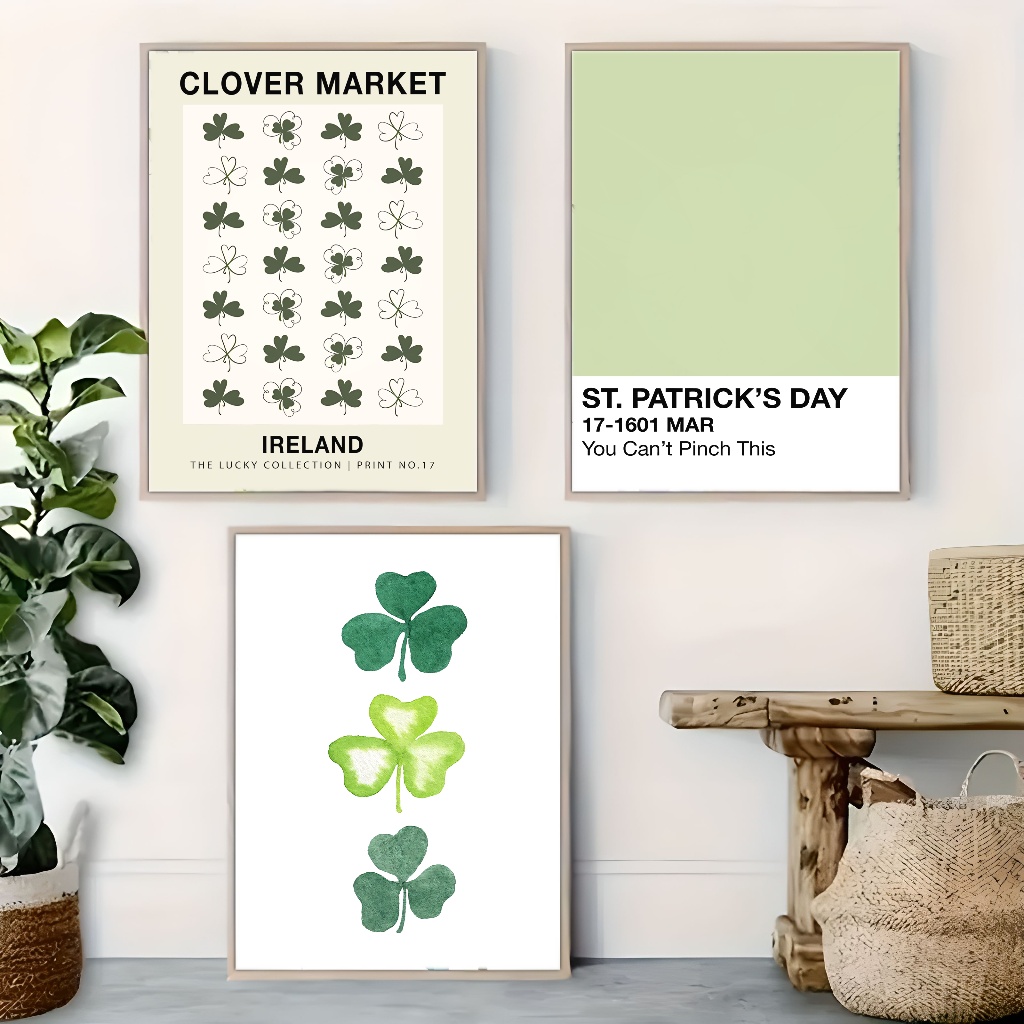 CLOVER MARKET
IRELAND
THE LUCKY COLLECTION | PRINT NO.17
ST. PATRICK'S DAY
17-1601 MAR
You Can't Pinch This